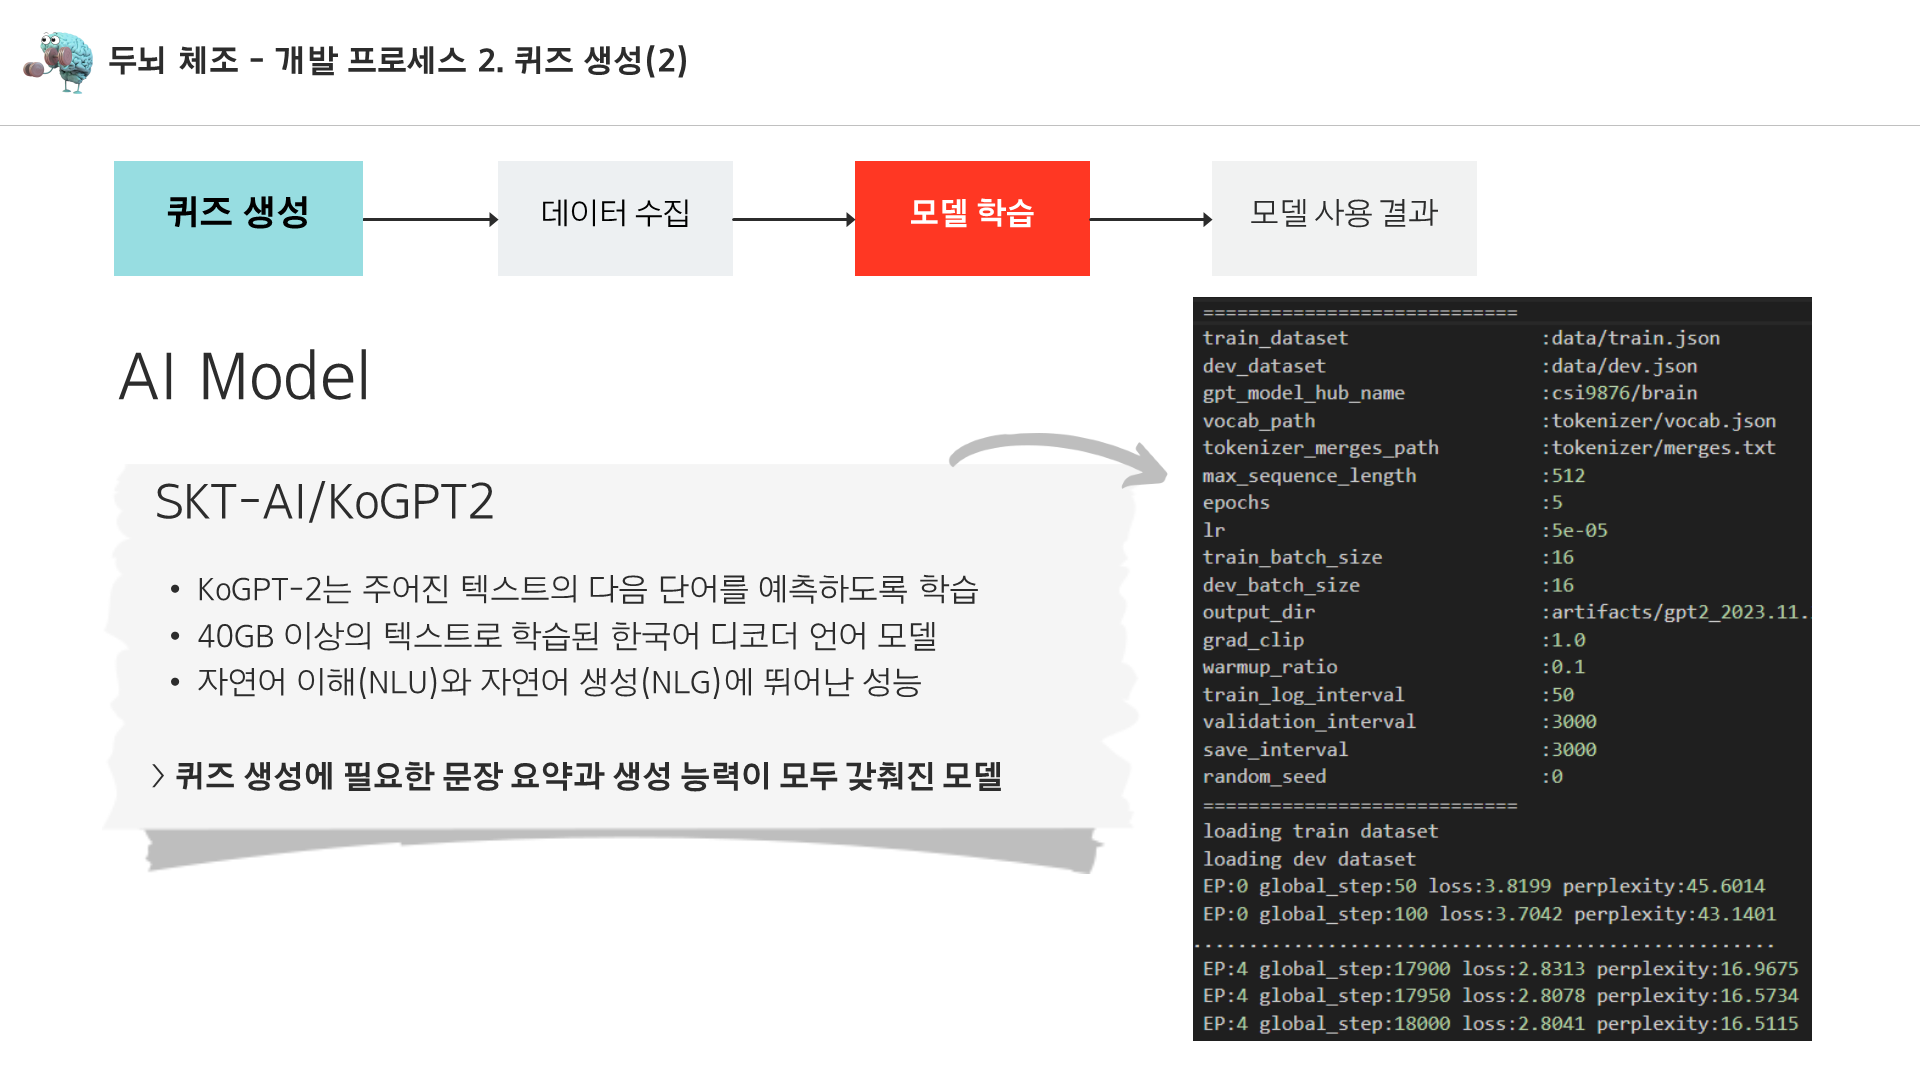 두뇌 체조 - 개발 프로세스 2. 퀴즈 생성(2)
퀴즈 생성
데이터 수집
모델 학습
모델 사용 결과
AI Model
SKT-AI/KoGPT2
• KoGPT-2는 주어진 텍스트의 다음 단어를 예측하도록 학습
• 40GB 이상의 텍스트로 학습된 한국어 디코더 언어 모델
• 자연어 이해(NLU)와 자연어 생성(NLG)에 뛰어난 성능
> 퀴즈 생성에 필요한 문장 요약과 생성 능력이 모두 갖춰진 모델
============================
train_dataset :data/train.json
dev_dataset :data/dev.json
gpt_model_hub_name :csi9876/brain
vocab_path :tokenizer/vocab.json
tokenizer_merges_path :tokenizer/merges.txt
max_sequence_length :512
epochs :5
lr :5e-05
train_batch_size :16
dev_batch_size :16
output_dir :artifacts/gpt2_2023.11.
grad_clip :1.0
warmup_ratio :0.1
train_log_interval :50
validation_interval :3000
save_interval :3000
random_seed :0
============================
loading train dataset
loading dev dataset
EP:0 global_step:50 loss:3.8199 perplexity:45.6014
EP:0 global_step:100 loss:3.7042 perplexity:43.1401
....................................................
EP:4 global_step:17900 loss:2.8313 perplexity:16.9675
EP:4 global_step:17950 loss:2.8078 perplexity:16.5734
EP:4 global_step:18000 loss:2.8041 perplexity:16.5115